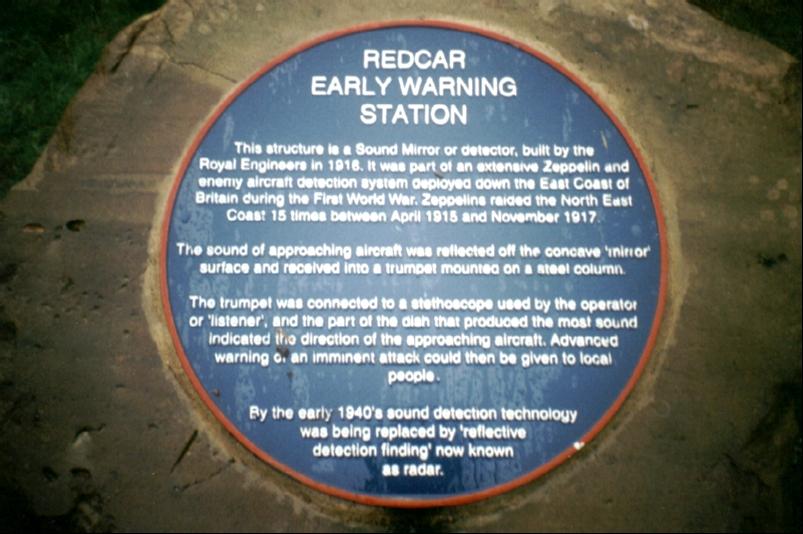 REDCAR
EARLY WARNING
STATION
This structure is a Sound Mirror or detector, built by the
Royal Engineers in 1916. It was part of an extensive Zeppelin and
enemy aircraft detection system deployed down the East Coast of
Britain during the First World War. Zeppelins raided the North East
Coast 15 times between April 1915 and November 1917.
The sound of approaching aircraft was reflected off the concave 'mirror'
surface and received into a trumpet mounted on a steel column.
The trumpet was connected to a stethoscope used by the operator
or 'listener', and the part of the dish that produced the most sound
indicated the direction of the approaching aircraft. Advanced
warning of an imminent attack could then be given to local
people.
By the early 1940's sound detection technology
was being replaced by 'reflective
detection finding' now known
as radar.